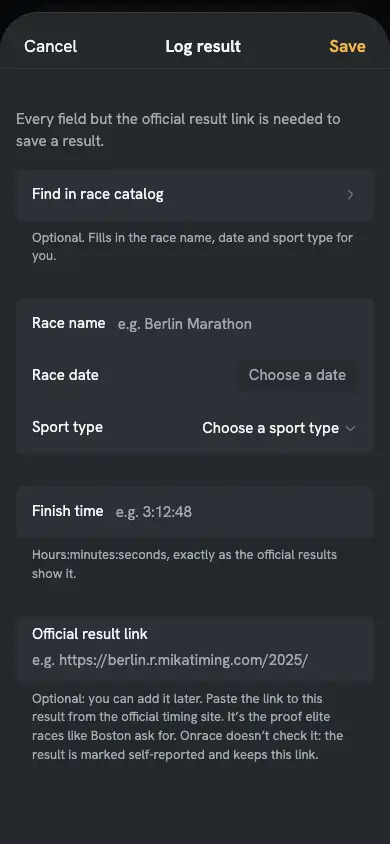 Cancel
Log result
Save
Every field but the official result link is needed to
save a result.
Find in race catalog
Optional. Fills in the race name, date and sport type for
you.
Race name e.g. Berlin Marathon
Race date Choose a date
Sport type Choose a sport type
Finish time e.g. 3:12:48
Hours:minutes:seconds, exactly as the official results
show it.
Official result link
e.g. https://berlin.r.mikatiming.com/2025/
Optional: you can add it later. Paste the link to this
result from the official timing site. It’s the proof elite
races like Boston ask for. Onrace doesn’t check it: the
result is marked self-reported and keeps this link.